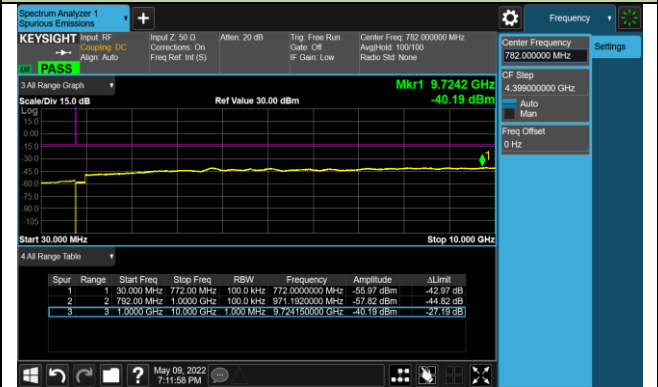 Spectrum Analyzer 1
Spurious Emissions
Frequency
KEYSIGHT Input: RF Input Z: 50 Ω Atten: 20 dB Trig: Free Run Center Freq: 782.000000 MHz
Coupling: DC Corrections: On Gate: Off Avg|Hold: 100/100
Align: Auto Freq Ref: Int (S) IF Gain: Low Radio Std: None
PASS
Center Frequency
782.000000 MHz
Settings
CF Step
4.399000000 GHz
Auto
Man
Freq Offset
0 Hz
3 All Range Graph
Mkr1 9.7242 GHz
Scale/Div 15.0 dB Ref Value 30.00 dBm -40.19 dBm
Log
15.0
0.00
-15.0
-30.0
-45.0
-60.0
-75.0
-90.0
-105
1
Start 30.000 MHz Stop 10.000 GHz
4 All Range Table
Spur Range Start Freq Stop Freq RBW Frequency Amplitude ΔLimit
1 1 30.000 MHz 772.00 MHz 100.0 kHz 772.0000000 MHz -55.97 dBm -42.97 dB
2 2 792.00 MHz 1.0000 GHz 100.0 kHz 971.1920000 MHz -57.82 dBm -44.82 dB
3 3 1.0000 GHz 10.000 GHz 1.000 MHz 9.724150000 GHz -40.19 dBm -27.19 dB
May 09, 2022
7:11:58 PM